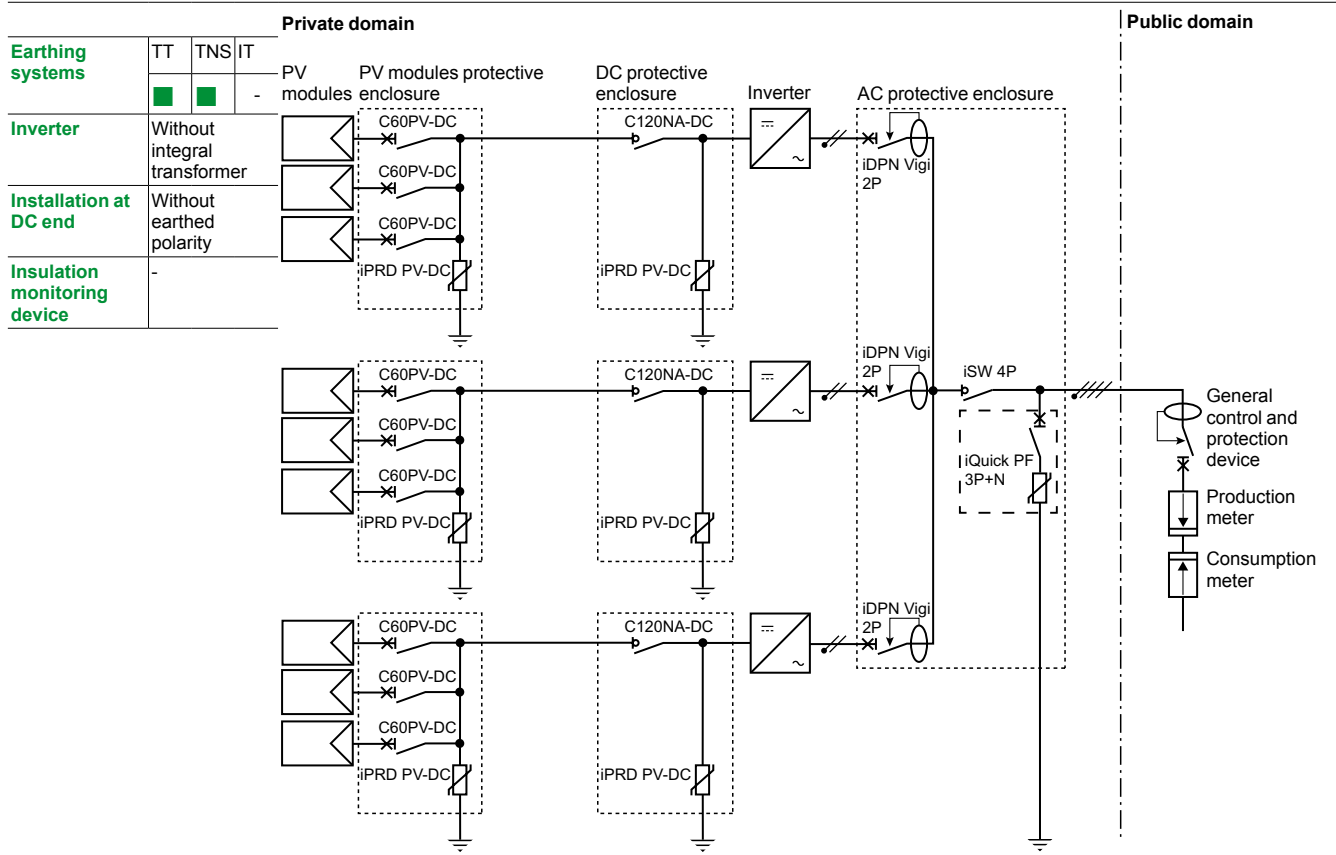 Private domain
Public domain
Earthing
systems
TT
TNS
IT
-
Inverter
Without
integral
transformer
Installation at
DC end
Without
earthed
polarity
Insulation
monitoring
device
-
PV
modules
PV modules protective
enclosure
DC protective
enclosure
Inverter
AC protective enclosure
C60PV-DC
C60PV-DC
C60PV-DC
iPRD PV-DC
C120NA-DC
iPRD PV-DC
iDPN Vigi
2P
C60PV-DC
C60PV-DC
C60PV-DC
iPRD PV-DC
C120NA-DC
iPRD PV-DC
iDPN Vigi
2P
iSW 4P
iQuick PF
3P+N
General
control and
protection
device
Production
meter
Consumption
meter
C60PV-DC
C60PV-DC
C60PV-DC
iPRD PV-DC
C120NA-DC
iPRD PV-DC
iDPN Vigi
2P